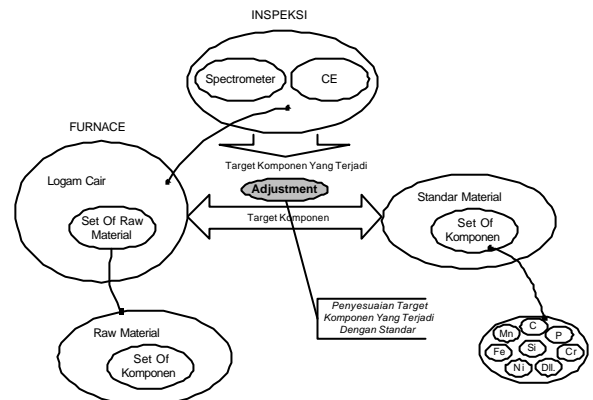 INSPEKSI
Spectrometer
CE
FURNACE
Target Komponen Yang Terjadi
Logam Cair
Adjustment
Standar Material
Set Of Raw
Material
Target Komponen
Set Of
Komponen
Penyesuaian Target
Komponen Yang Terjadi
Dengan Standar
Raw Material
Set Of
Komponen
Mn
C
P
Fe
Si
Cr
Ni
Dll.